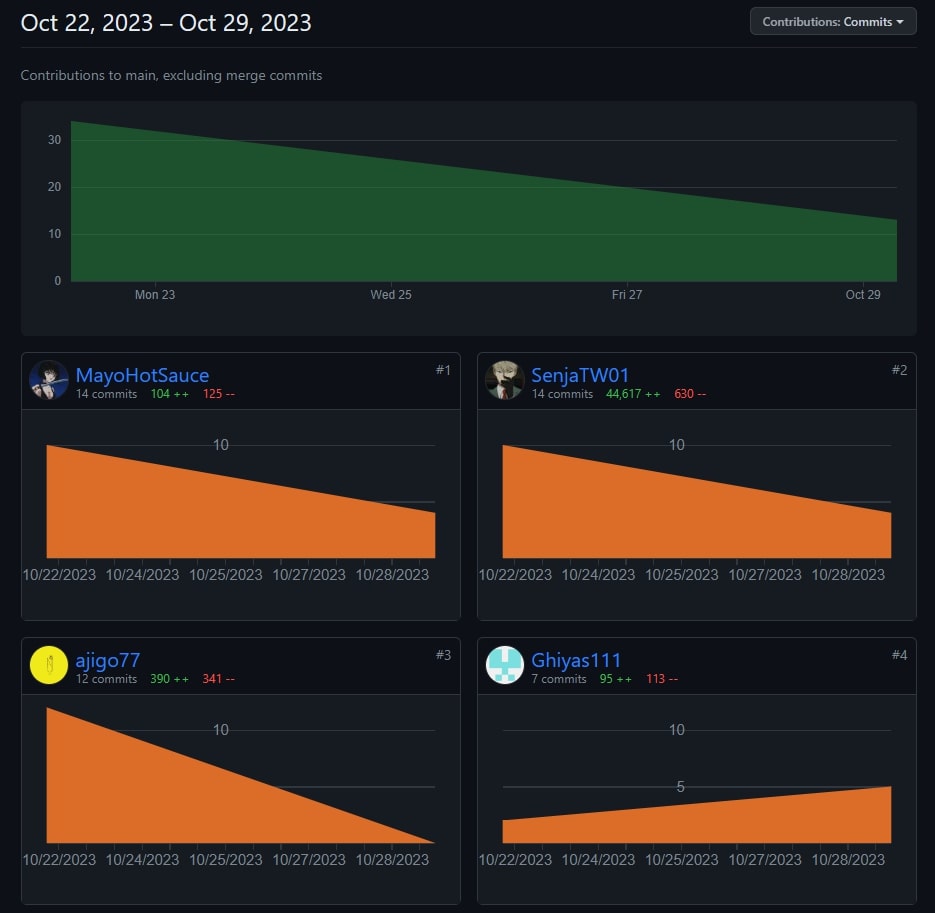 Oct 22, 2023 – Oct 29, 2023
Contributions: Commits
Contributions to main, excluding merge commits
30
20
10
0
Mon 23 Wed 25 Fri 27 Oct 29
MayoHotSauce
#1
14 commits 104 ++ 125 --
10
10/22/2023 10/24/2023 10/25/2023 10/27/2023 10/28/2023
SenjaTW01
#2
14 commits 44,617 ++ 630 --
10
10/22/2023 10/24/2023 10/25/2023 10/27/2023 10/28/2023
ajigo77
#3
12 commits 390 ++ 341 --
10
10/22/2023 10/24/2023 10/25/2023 10/27/2023 10/28/2023
Ghiyas111
#4
7 commits 95 ++ 113 --
10
5
10/22/2023 10/24/2023 10/25/2023 10/27/2023 10/28/2023